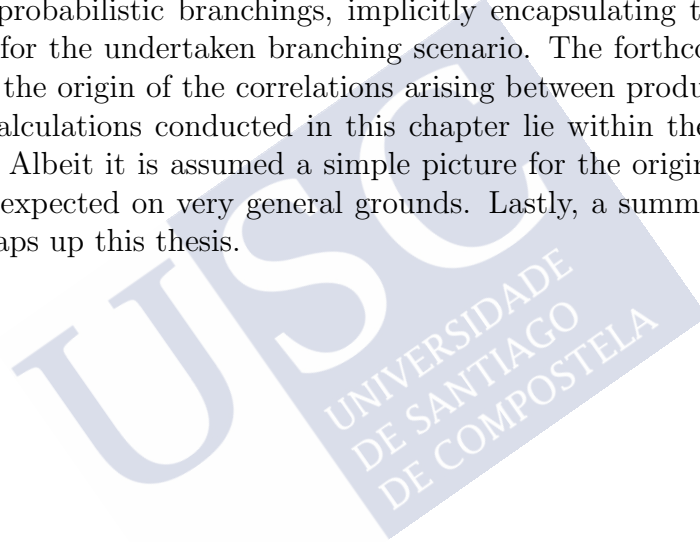 probabilistic branchings, implicitly encapsulating t
for the undertaken branching scenario. The forthco
the origin of the correlations arising between produ
alculations conducted in this chapter lie within the
Albeit it is assumed a simple picture for the origin
expected on very general grounds. Lastly, a summ
aps up this thesis.
USC
UNIVERSIDADE
DE SANTIAGO
DE COMPOSTELA